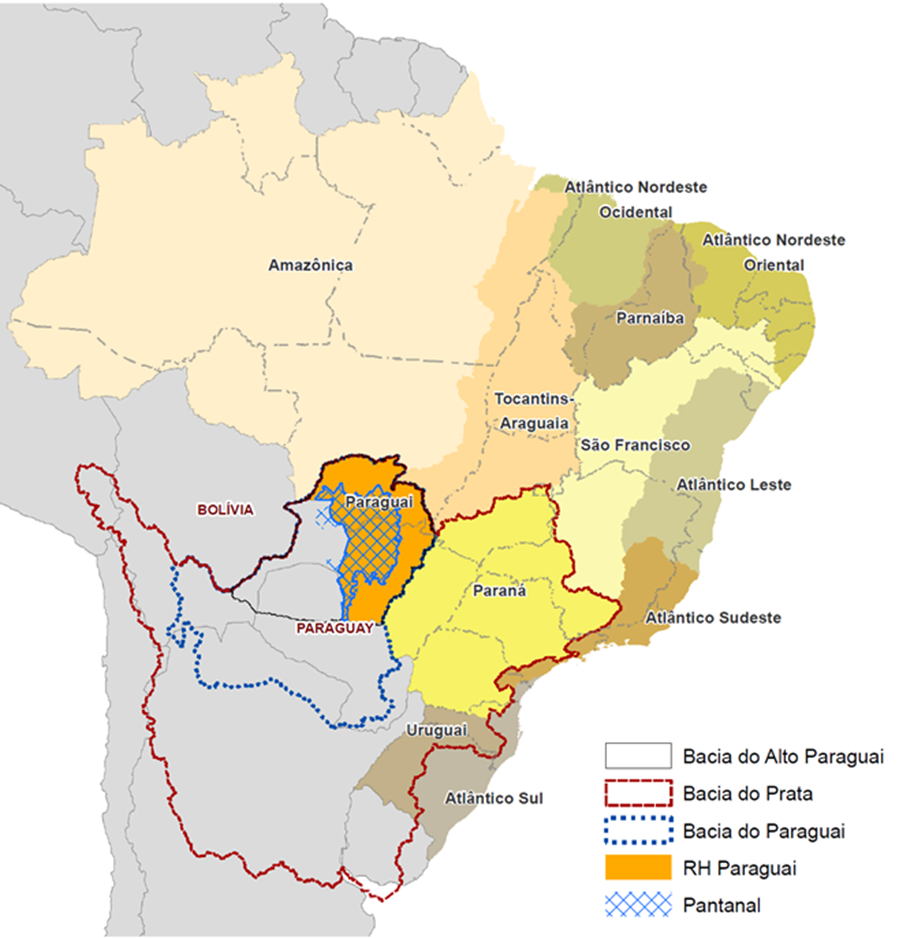 Atlântico Nordeste
Ocidental
Atlântico Nordeste
Oriental
Amazônica
Parnaíba
Tocantins-
Araguaia
São Francisco
Atlântico Leste
Paraguai
BOLÍVIA
Paraná
Atlântico Sudeste
PARAGUAY
Uruguai
Atlântico Sul
Bacia do Alto Paraguai
Bacia do Prata
Bacia do Paraguai
RH Paraguai
Pantanal